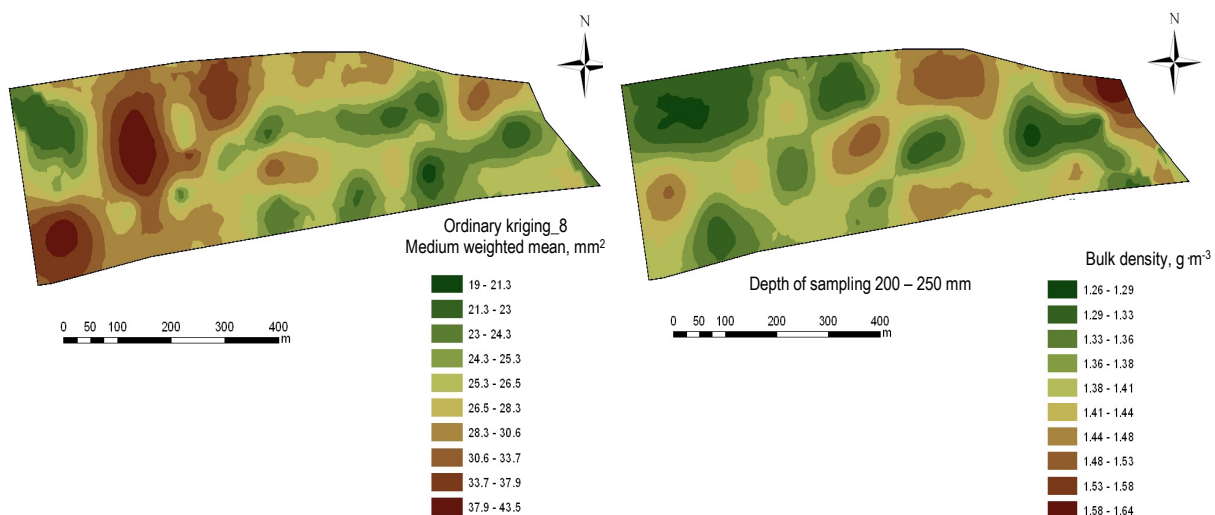 N
Ordinary kriging_8
Medium weighted mean, mm²
19 - 21.3
21.3 - 23
23 - 24.3
24.3 - 25.3
25.3 - 26.5
26.5 - 28.3
28.3 - 30.6
30.6 - 33.7
33.7 - 37.9
37.9 - 43.5
0 50 100 200 300 400
m
N
Depth of sampling 200 – 250 mm
0 50 100 200 300 400
m
Bulk density, g·m⁻³
1.26 - 1.29
1.29 - 1.33
1.33 - 1.36
1.36 - 1.38
1.38 - 1.41
1.41 - 1.44
1.44 - 1.48
1.48 - 1.53
1.53 - 1.58
1.58 - 1.64